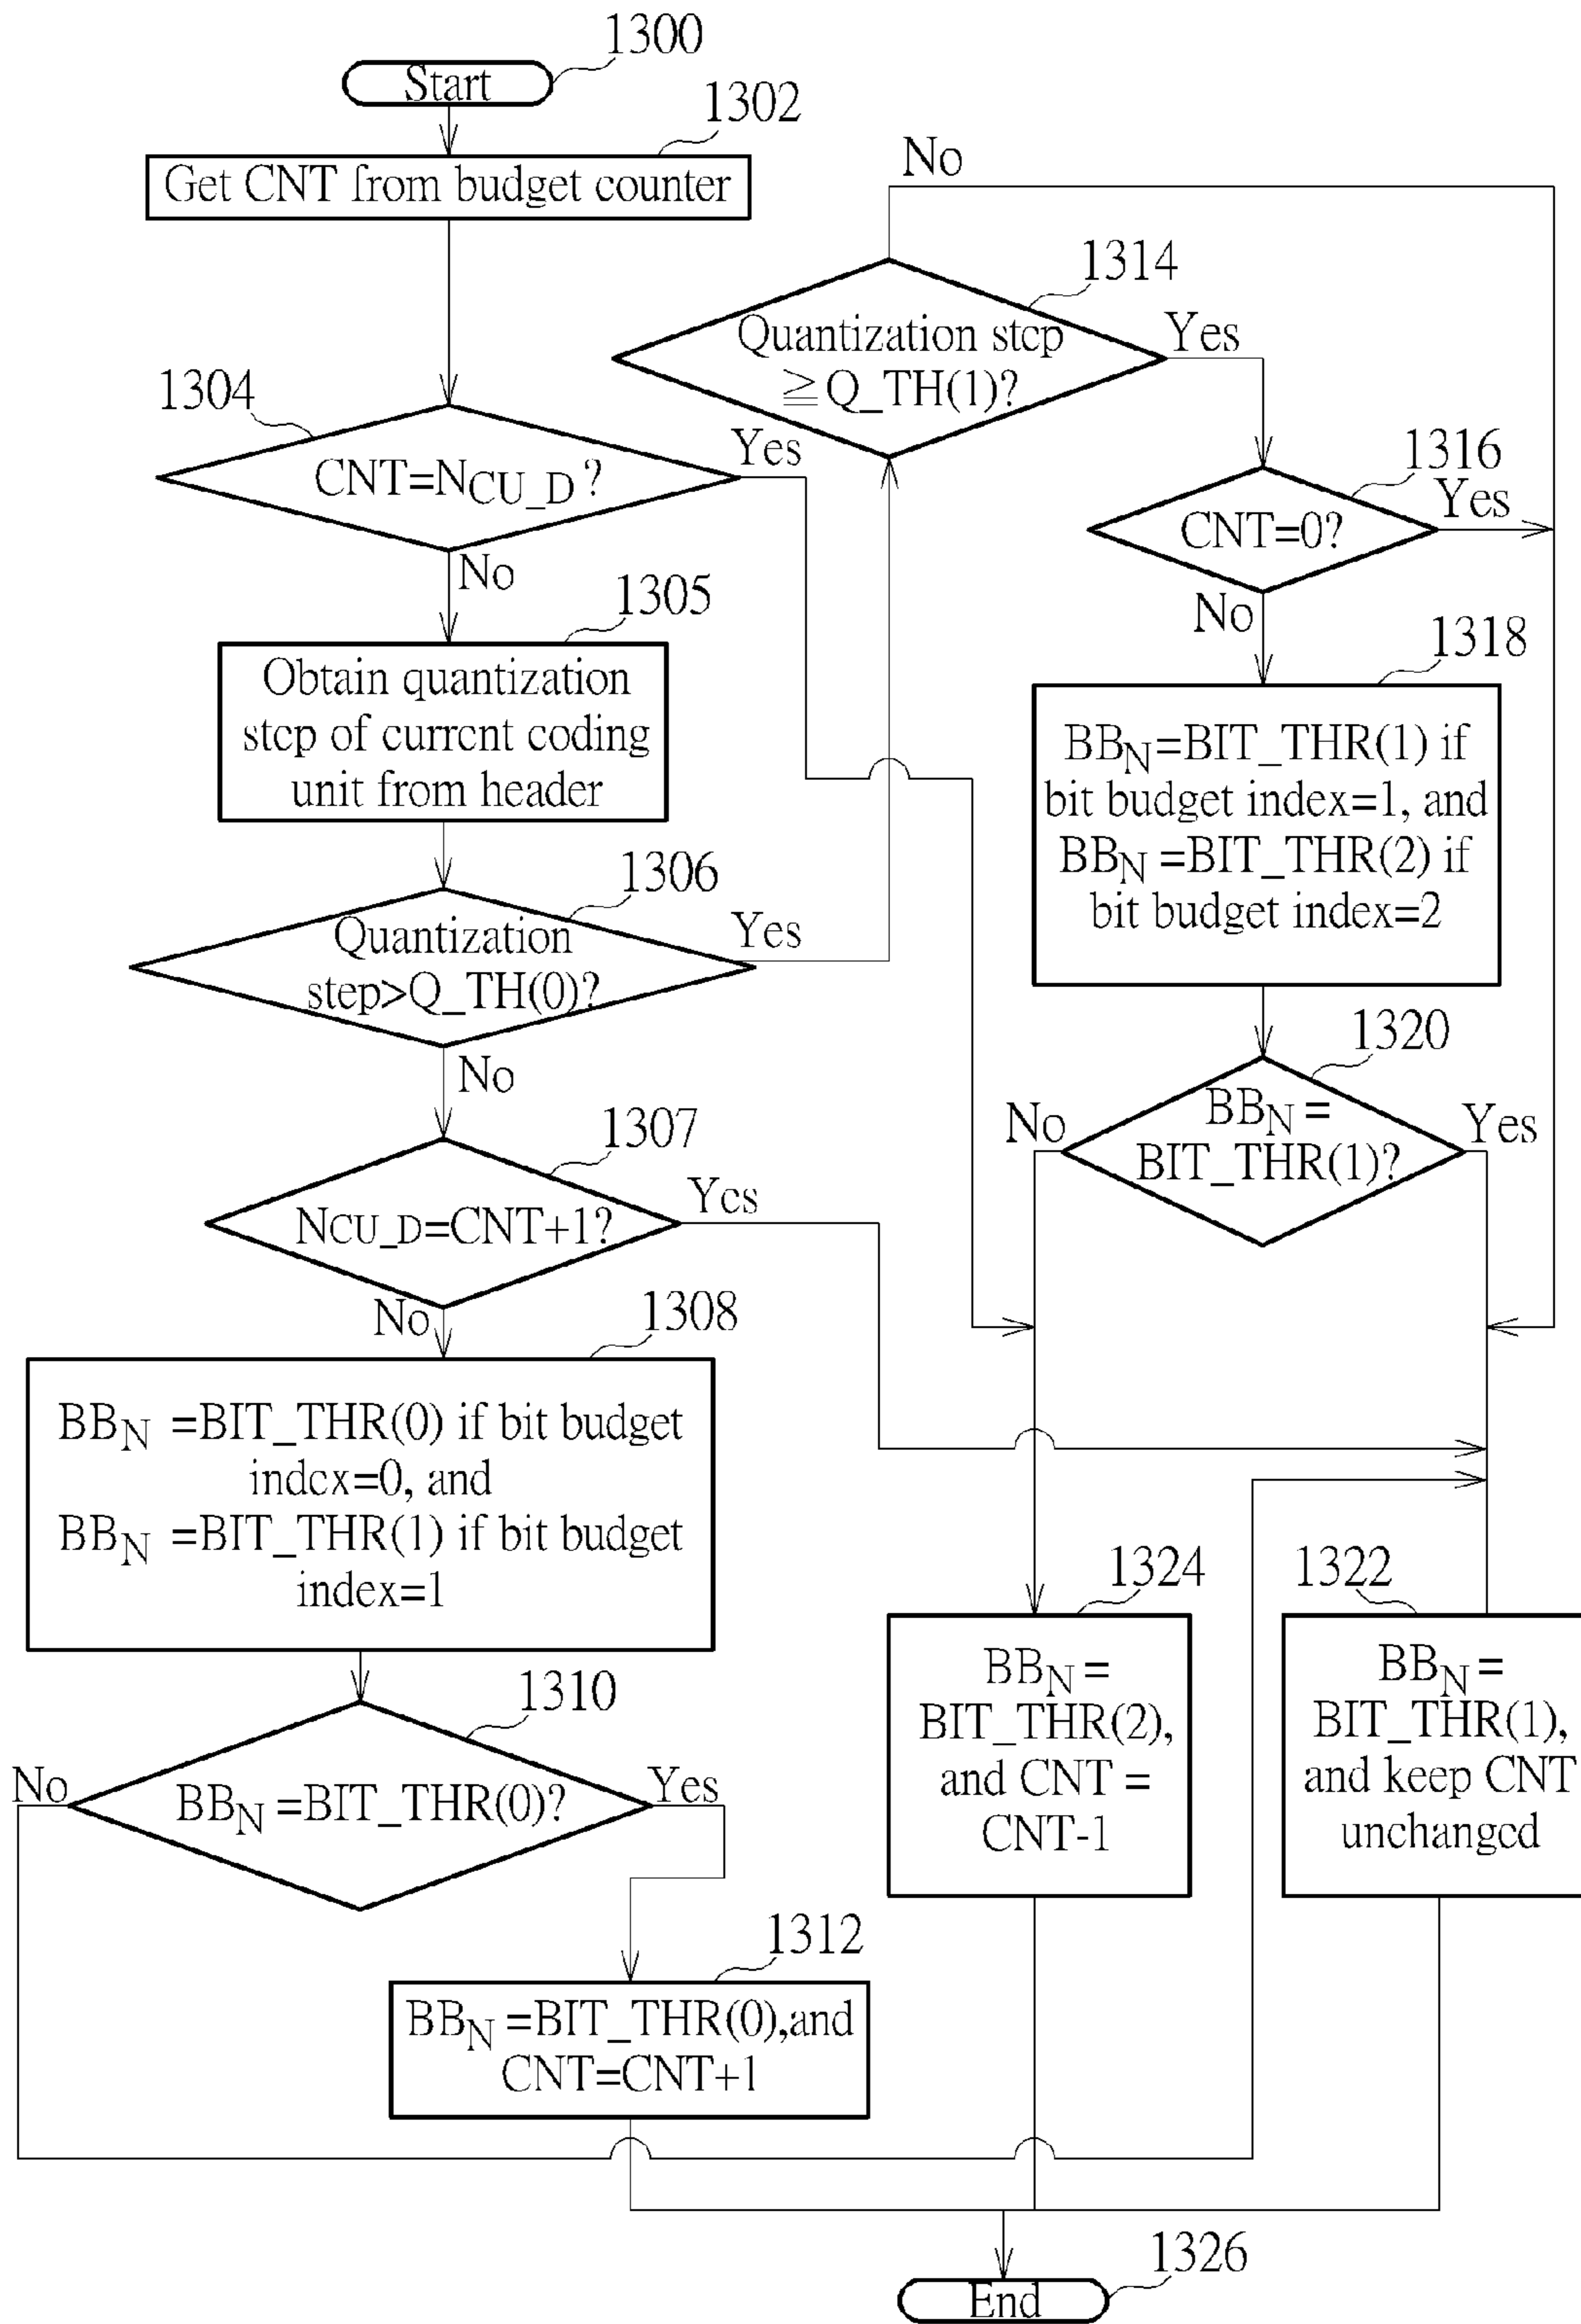 Start
1300
1302
Get CNT from budget counter
1304
CNT=NCU_D?
Yes
No
1305
Obtain quantization
step of current coding
unit from header
1306
Quantization
step>Q_TH(0)?
Yes
No
1307
NCU_D=CNT+1?
Yes
No
1308
BBN =BIT_THR(0) if bit budget
index=0, and
BBN =BIT_THR(1) if bit budget
index=1
1310
BBN =BIT_THR(0)?
No
Yes
1312
BBN =BIT_THR(0),and
CNT=CNT+1
No
1314
Quantization step
≧Q_TH(1)?
Yes
1316
CNT=0?
Yes
No
1318
BBN=BIT_THR(1) if
bit budget index=1, and
BBN =BIT_THR(2) if
bit budget index=2
1320
BBN =
BIT_THR(1)?
No
Yes
1324
BBN =
BIT_THR(2),
and CNT =
CNT-1
1322
BBN =
BIT_THR(1),
and keep CNT
unchanged
1326
End